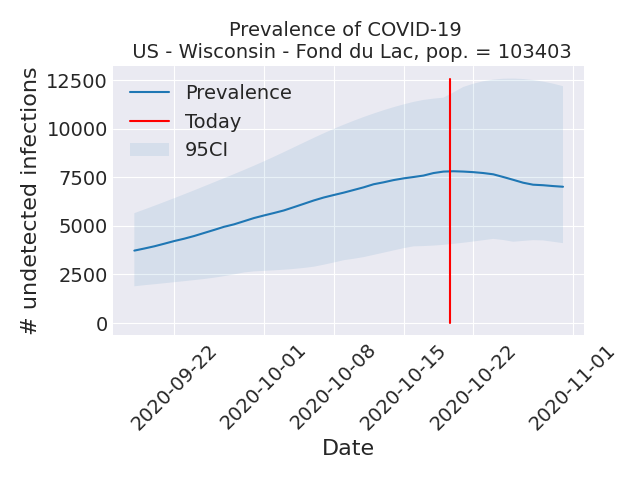 Prevalence of COVID-19
US - Wisconsin - Fond du Lac, pop. = 103403
# undetected infections
12500
10000
7500
5000
2500
0
Prevalence
Today
95CI
2020-09-22
2020-10-01
2020-10-08
2020-10-15
2020-10-22
2020-11-01
Date